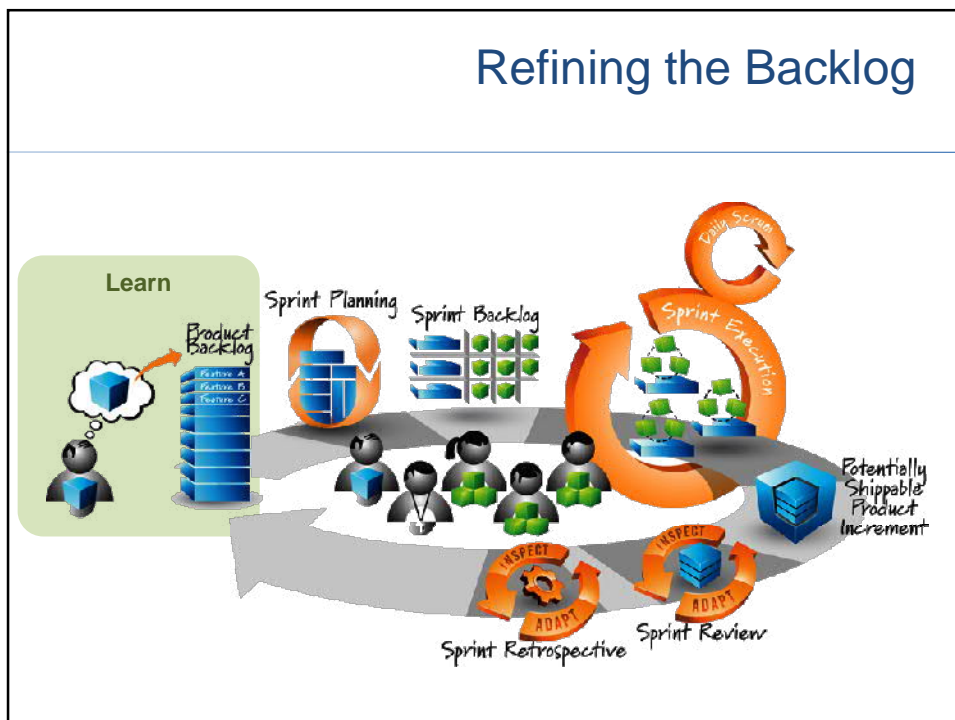 Refining the Backlog
Learn
Product
Backlog
Feature A
Feature B
Feature C
Sprint Planning
Sprint Backlog
Daily Scrum
Sprint Execution
Potentially
Shippable
Product
Increment
INSPECT
ADAPT
Sprint Review
INSPECT
ADAPT
Sprint Retrospective